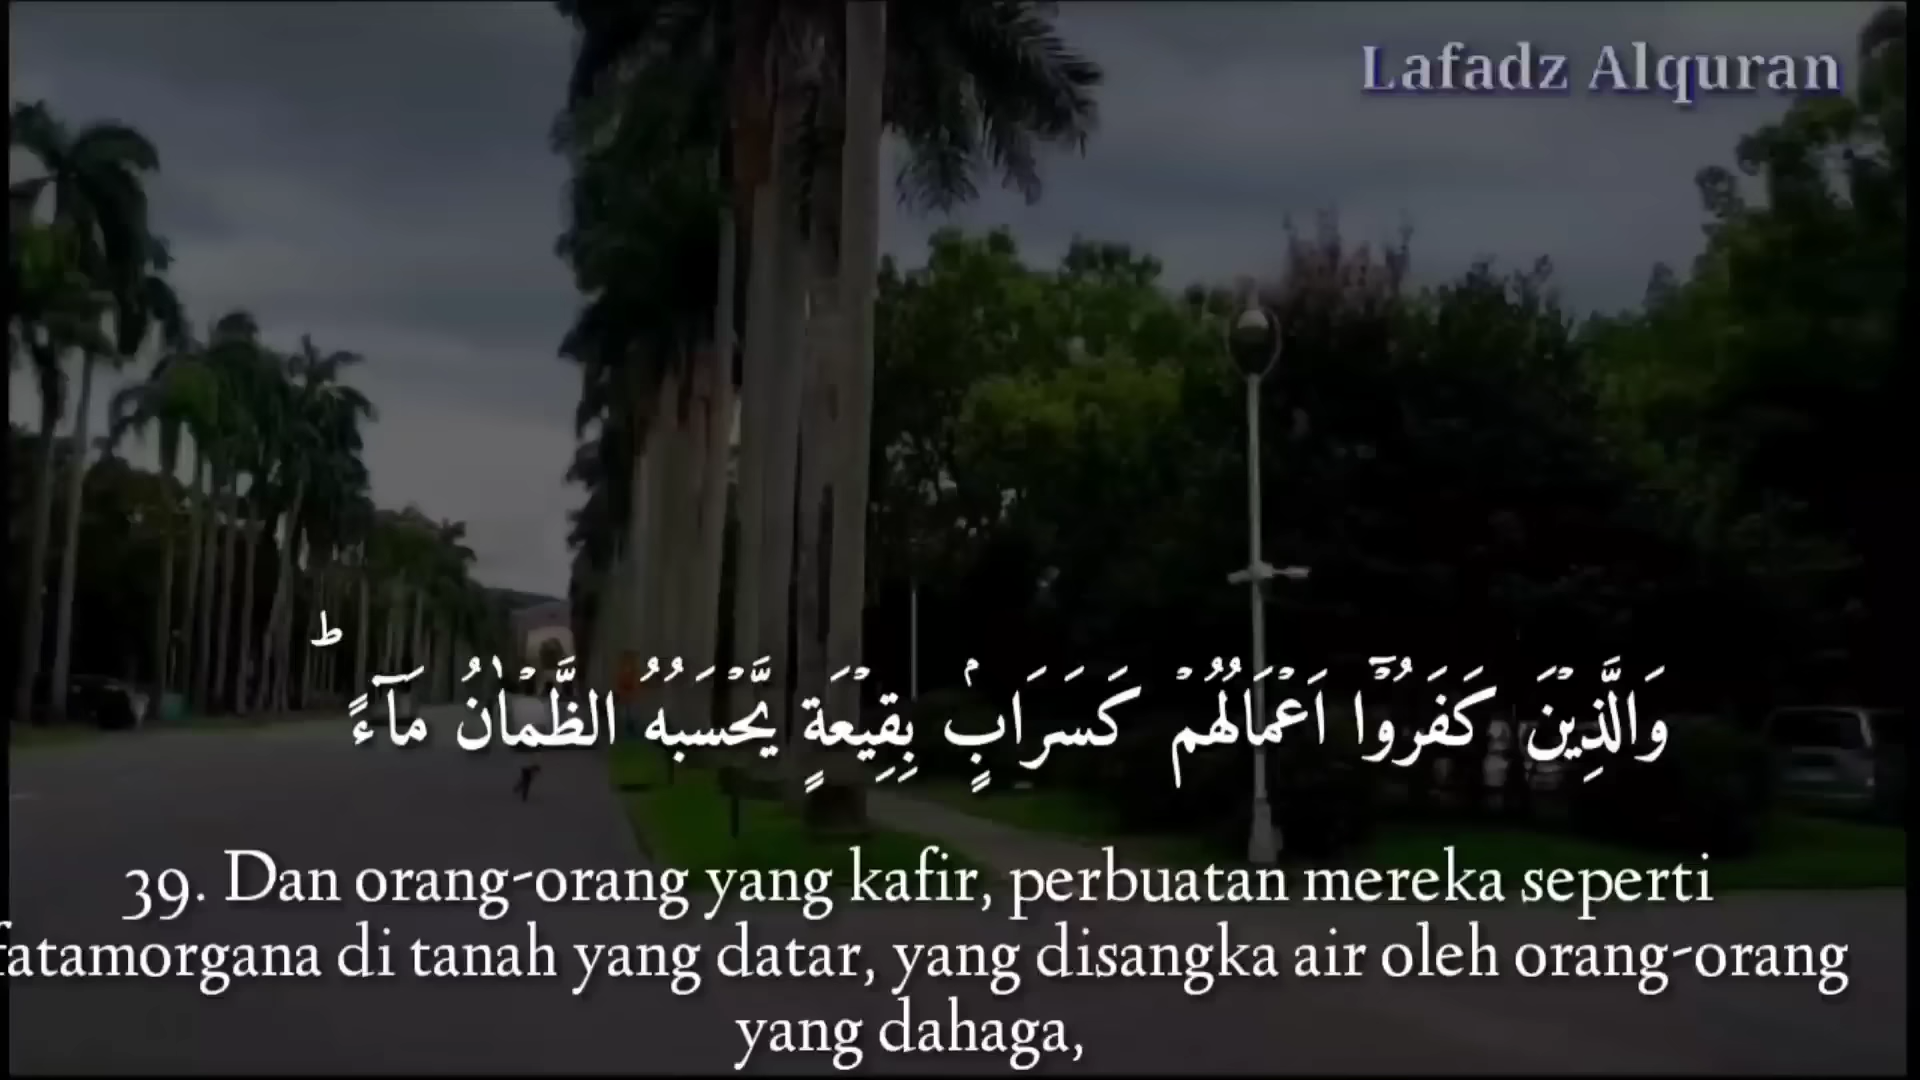 Lafadz Alquran
وَالَّذِيْنَ كَفَرُوْٓا اَعْمَالُهُمْ كَسَرَابٍۢ بِقِيْعَةٍ يَّحْسَبُهُ الظَّمْاٰنُ مَاۤءًۗ
39. Dan orang-orang yang kafir, perbuatan mereka seperti
fatamorgana di tanah yang datar, yang disangka air oleh orang-orang
yang dahaga,